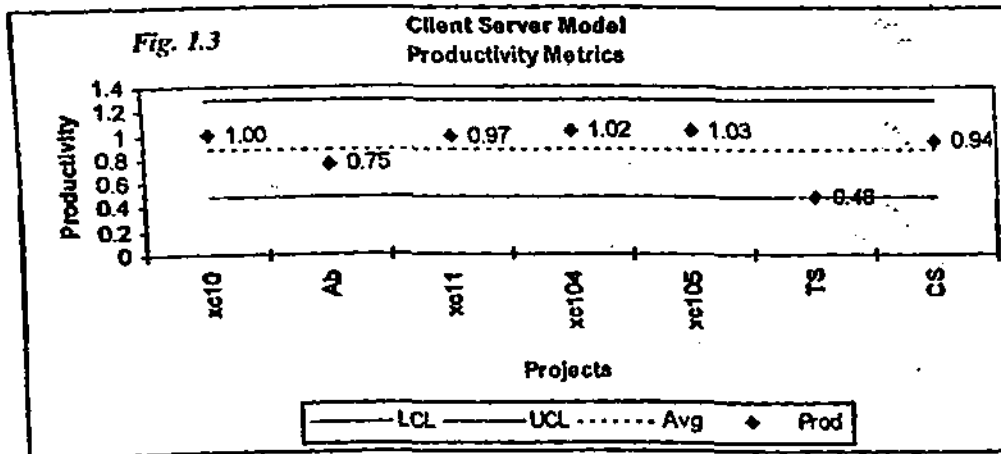 Fig. 1.3
Client Server Model
Productivity Metrics
Productivity
1.4
1.2
1
0.8
0.6
0.4
0.2
0
1.00
0.75
0.97
1.02
1.03
0.48
0.94
xc10
Ab
xc11
xc104
xc105
TS
CS
Projects
LCL UCL Avg Prod